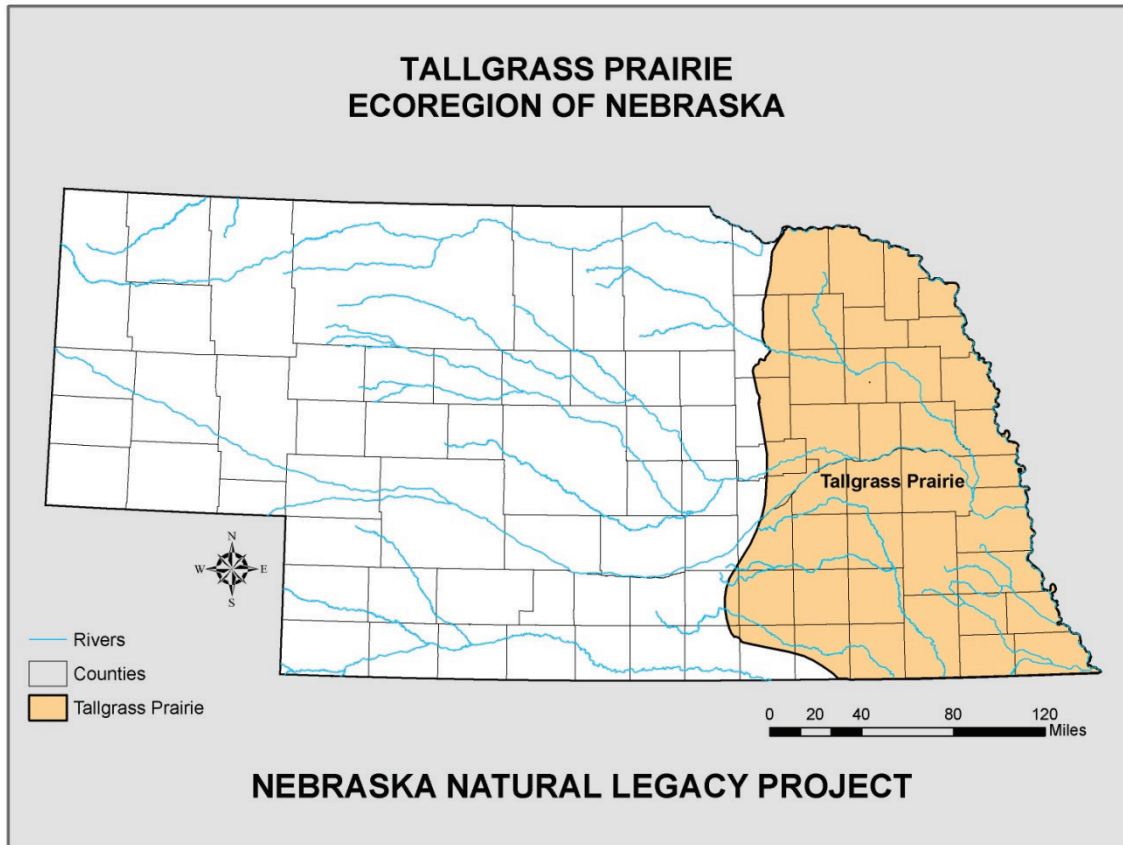 TALLGRASS PRAIRIE
ECOREGION OF NEBRASKA
Tallgrass Prairie
N
W E
S
Rivers
Counties
Tallgrass Prairie
0 20 40 80 120
Miles
NEBRASKA NATURAL LEGACY PROJECT